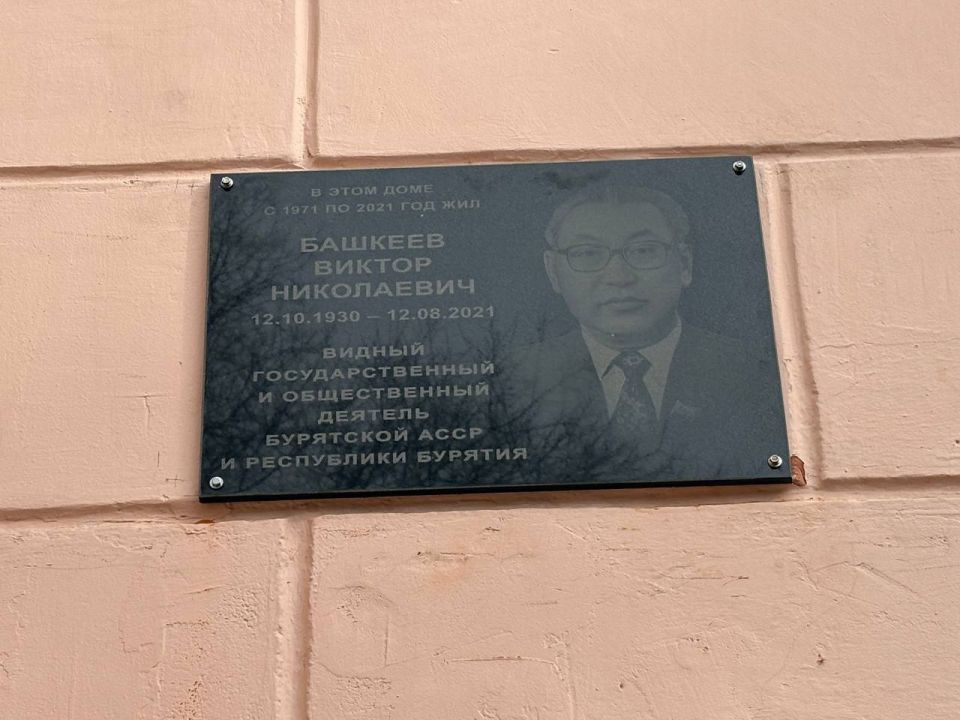 В ЭТОМ ДОМЕ
С 1971 ПО 2021 ГОД ЖИЛ
БАШКЕЕВ
ВИКТОР
НИКОЛАЕВИЧ
12.10.1930 – 12.08.2021
ВИДНЫЙ
ГОСУДАРСТВЕННЫЙ
И ОБЩЕСТВЕННЫЙ
ДЕЯТЕЛЬ
БУРЯТСКОЙ АССР
И РЕСПУБЛИКИ БУРЯТИЯ